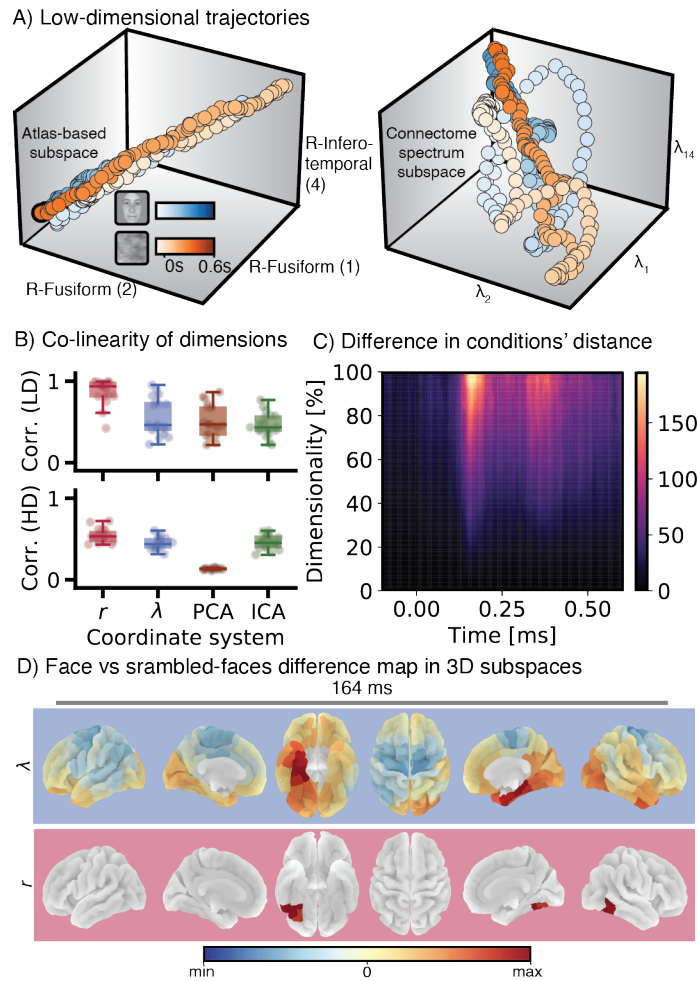 A) Low-dimensional trajectories
Atlas-based
subspace
R-Infero-
temporal
(4)
0s
0.6s
R-Fusiform (1)
R-Fusiform (2)
Connectome
spectrum
subspace
λ14
λ1
λ2
B) Co-linearity of dimensions
Corr. (LD)
1
0
Corr. (HD)
1
0
r
λ
PCA
ICA
Coordinate system
C) Difference in conditions' distance
Dimensionality [%]
100
80
60
40
20
0
0.00
0.25
0.50
Time [ms]
150
100
50
0
D) Face vs srambled-faces difference map in 3D subspaces
164 ms
λ
r
min
0
max